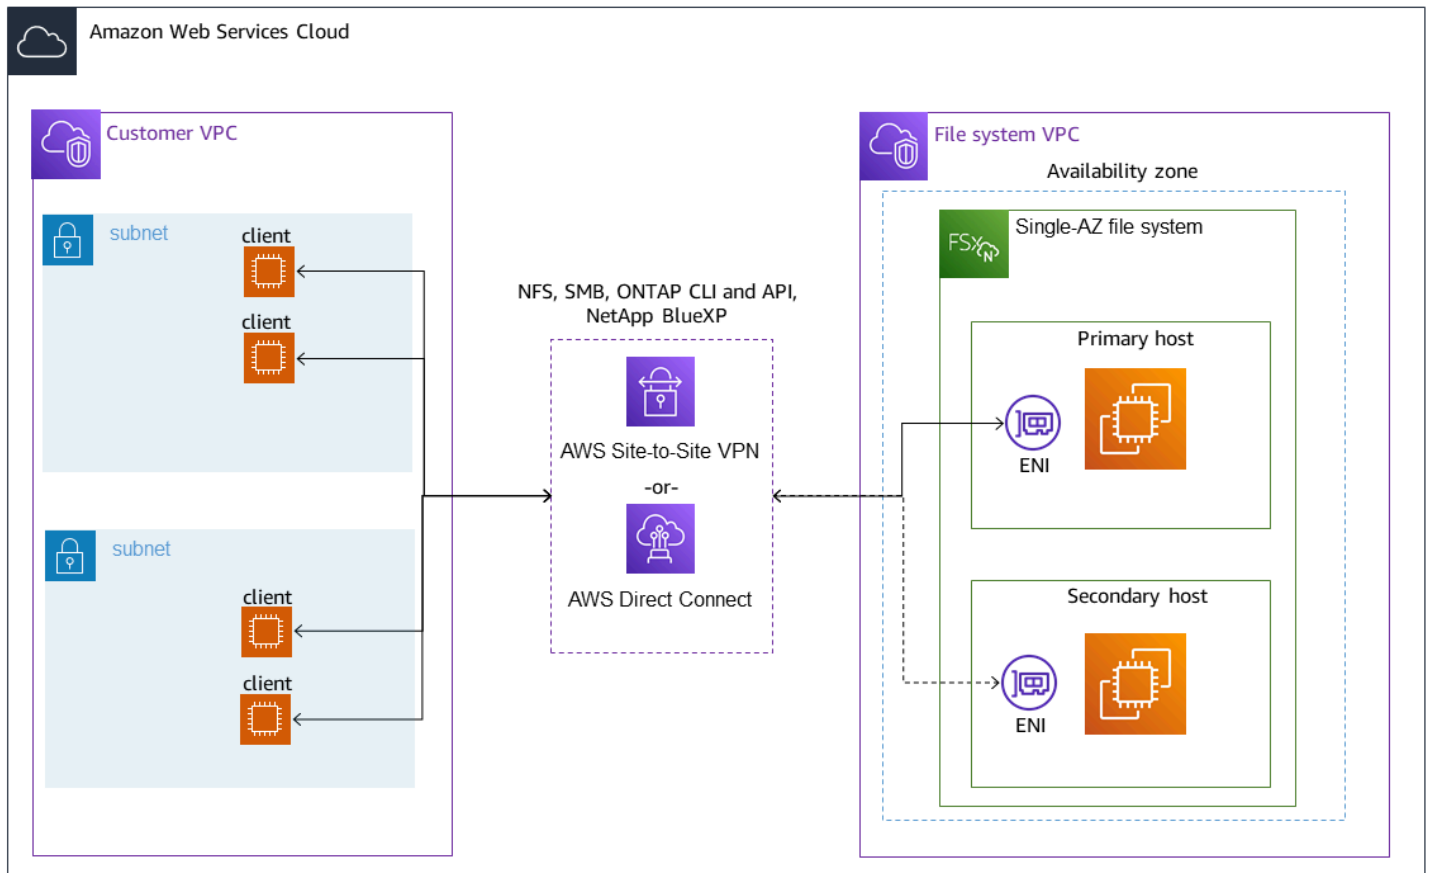 Amazon Web Services Cloud
Customer VPC
subnet
client
client
subnet
client
client
NFS, SMB, ONTAP CLI and API,
NetApp BlueXP
AWS Site-to-Site VPN
-or-
AWS Direct Connect
File system VPC
Availability zone
FSx
N
Single-AZ file system
Primary host
ENI
Secondary host
ENI